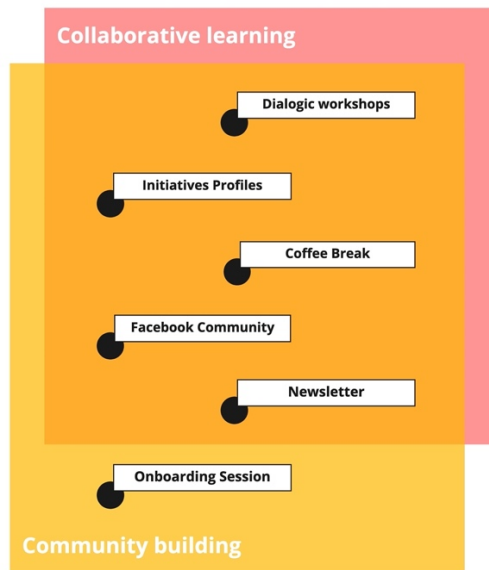 Collaborative learning
Dialogic workshops
Initiatives Profiles
Coffee Break
Facebook Community
Newsletter
Onboarding Session
Community building